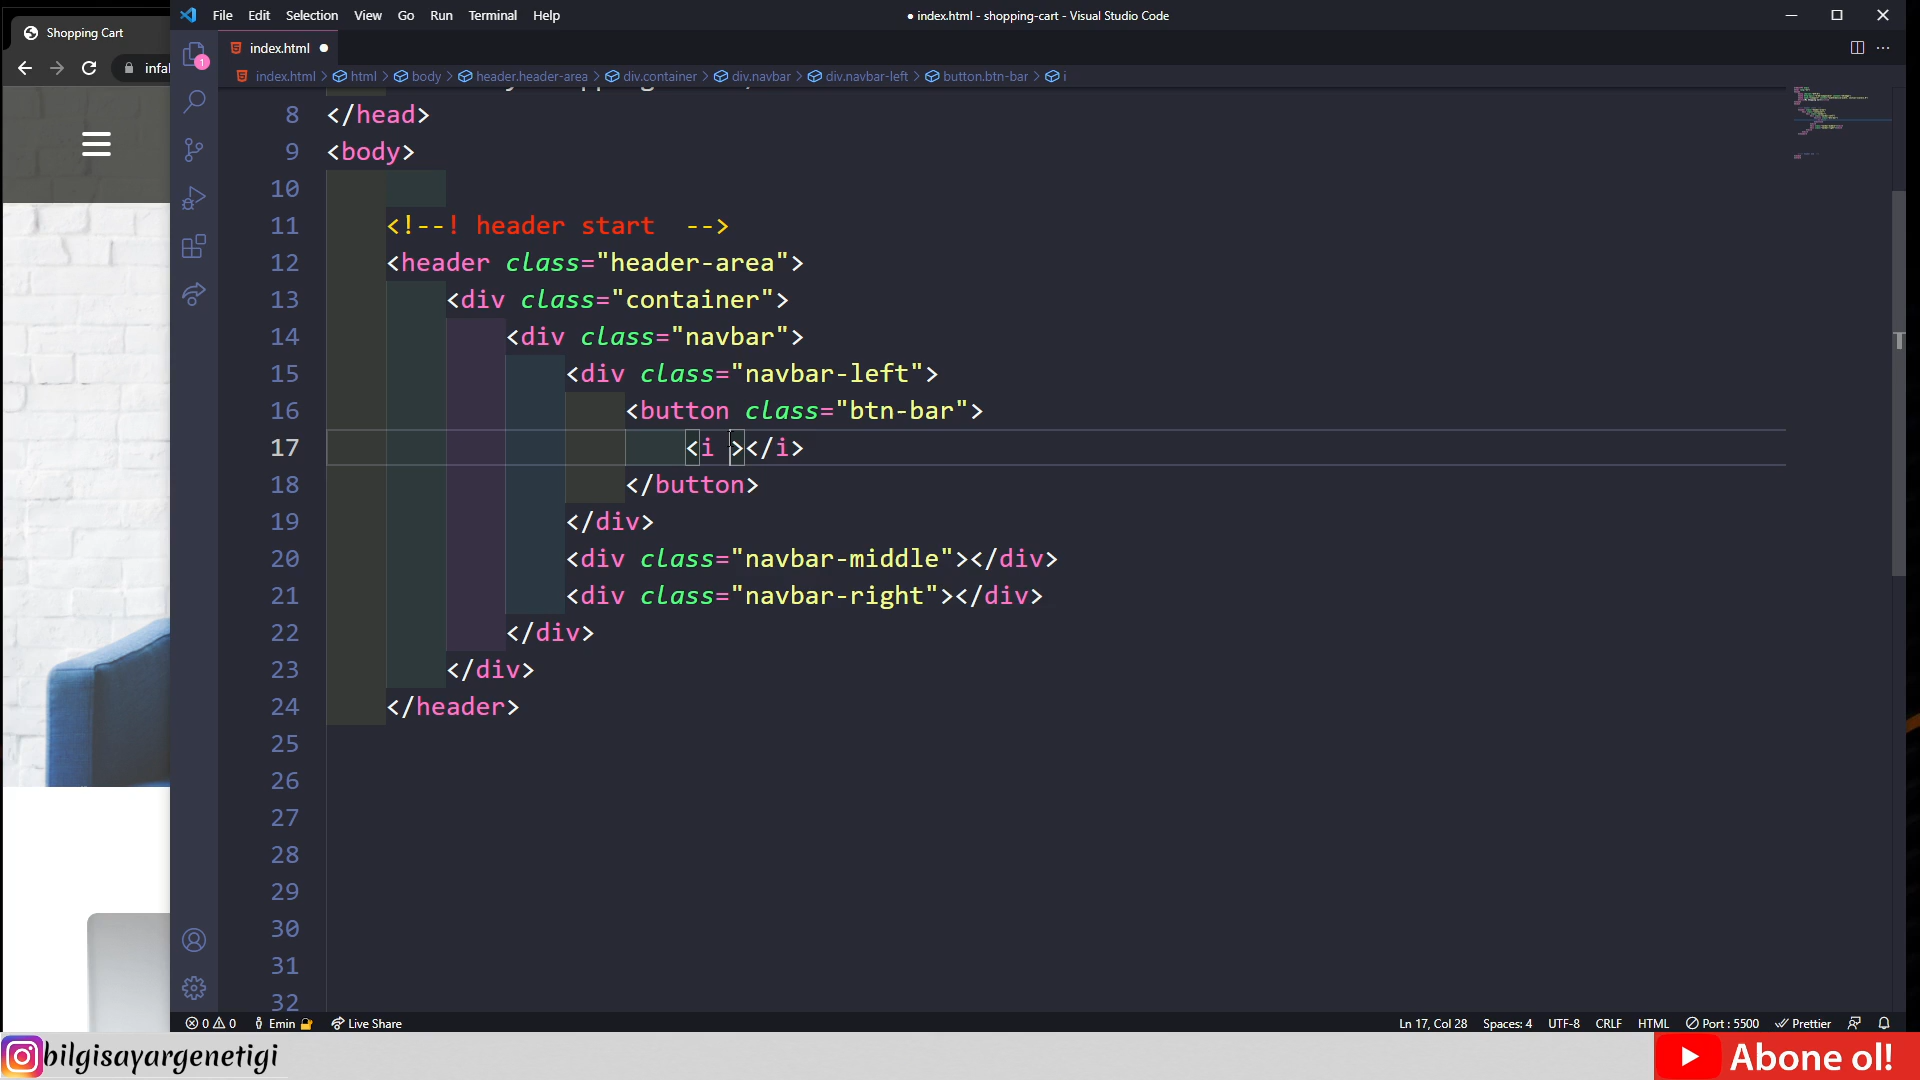 Shopping Cart
infal
File Edit Selection View Go Run Terminal Help
● index.html - shopping-cart - Visual Studio Code
index.html ●
index.html > html > body > header.header-area > div.container > div.navbar > div.navbar-left > button.btn-bar > i
1
8 </head>
9 <body>
10
11 <!--! header start  -->
12 <header class="header-area">
13 <div class="container">
14 <div class="navbar">
15 <div class="navbar-left">
16 <button class="btn-bar">
17 <i ></i>
18 </button>
19 </div>
20 <div class="navbar-middle"></div>
21 <div class="navbar-right"></div>
22 </div>
23 </div>
24 </header>
25
26
27
28
29
30
31
32
0 0 Emin Live Share Ln 17, Col 28 Spaces: 4 UTF-8 CRLF HTML Port : 5500 Prettier
bilgisayargenetigi
Abone ol!